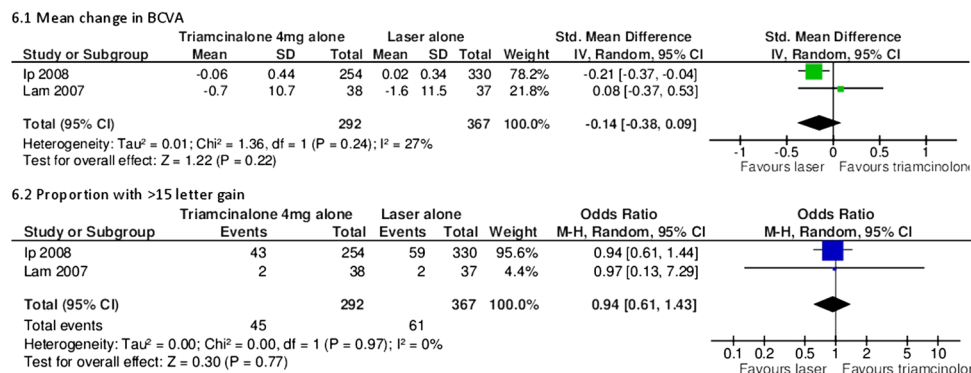 6.1 Mean change in BCVA
Triamcinalone 4mg alone Laser alone Std. Mean Difference Std. Mean Difference
Study or Subgroup Mean SD Total Mean SD Total Weight IV, Random, 95% CI IV, Random, 95% CI
Ip 2008 -0.06 0.44 254 0.02 0.34 330 78.2% -0.21 [-0.37, -0.04]
Lam 2007 -0.7 10.7 38 -1.6 11.5 37 21.8% 0.08 [-0.37, 0.53]
Total (95% CI) 292 367 100.0% -0.14 [-0.38, 0.09]
Heterogeneity: Tau² = 0.01; Chi² = 1.36, df = 1 (P = 0.24); I² = 27%
Test for overall effect: Z = 1.22 (P = 0.22)
-1 -0.5 0 0.5 1
Favours laser Favours triamcinolone
6.2 Proportion with >15 letter gain
Triamcinalone 4mg alone Laser alone Odds Ratio Odds Ratio
Study or Subgroup Events Total Events Total Weight M-H, Random, 95% CI M-H, Random, 95% CI
Ip 2008 43 254 59 330 95.6% 0.94 [0.61, 1.44]
Lam 2007 2 38 2 37 4.4% 0.97 [0.13, 7.29]
Total (95% CI) 292 367 100.0% 0.94 [0.61, 1.43]
Total events 45 61
Heterogeneity: Tau² = 0.00; Chi² = 0.00, df = 1 (P = 0.97); I² = 0%
Test for overall effect: Z = 0.30 (P = 0.77)
0.1 0.2 0.5 1 2 5 10
Favours laser Favours triamcinolone